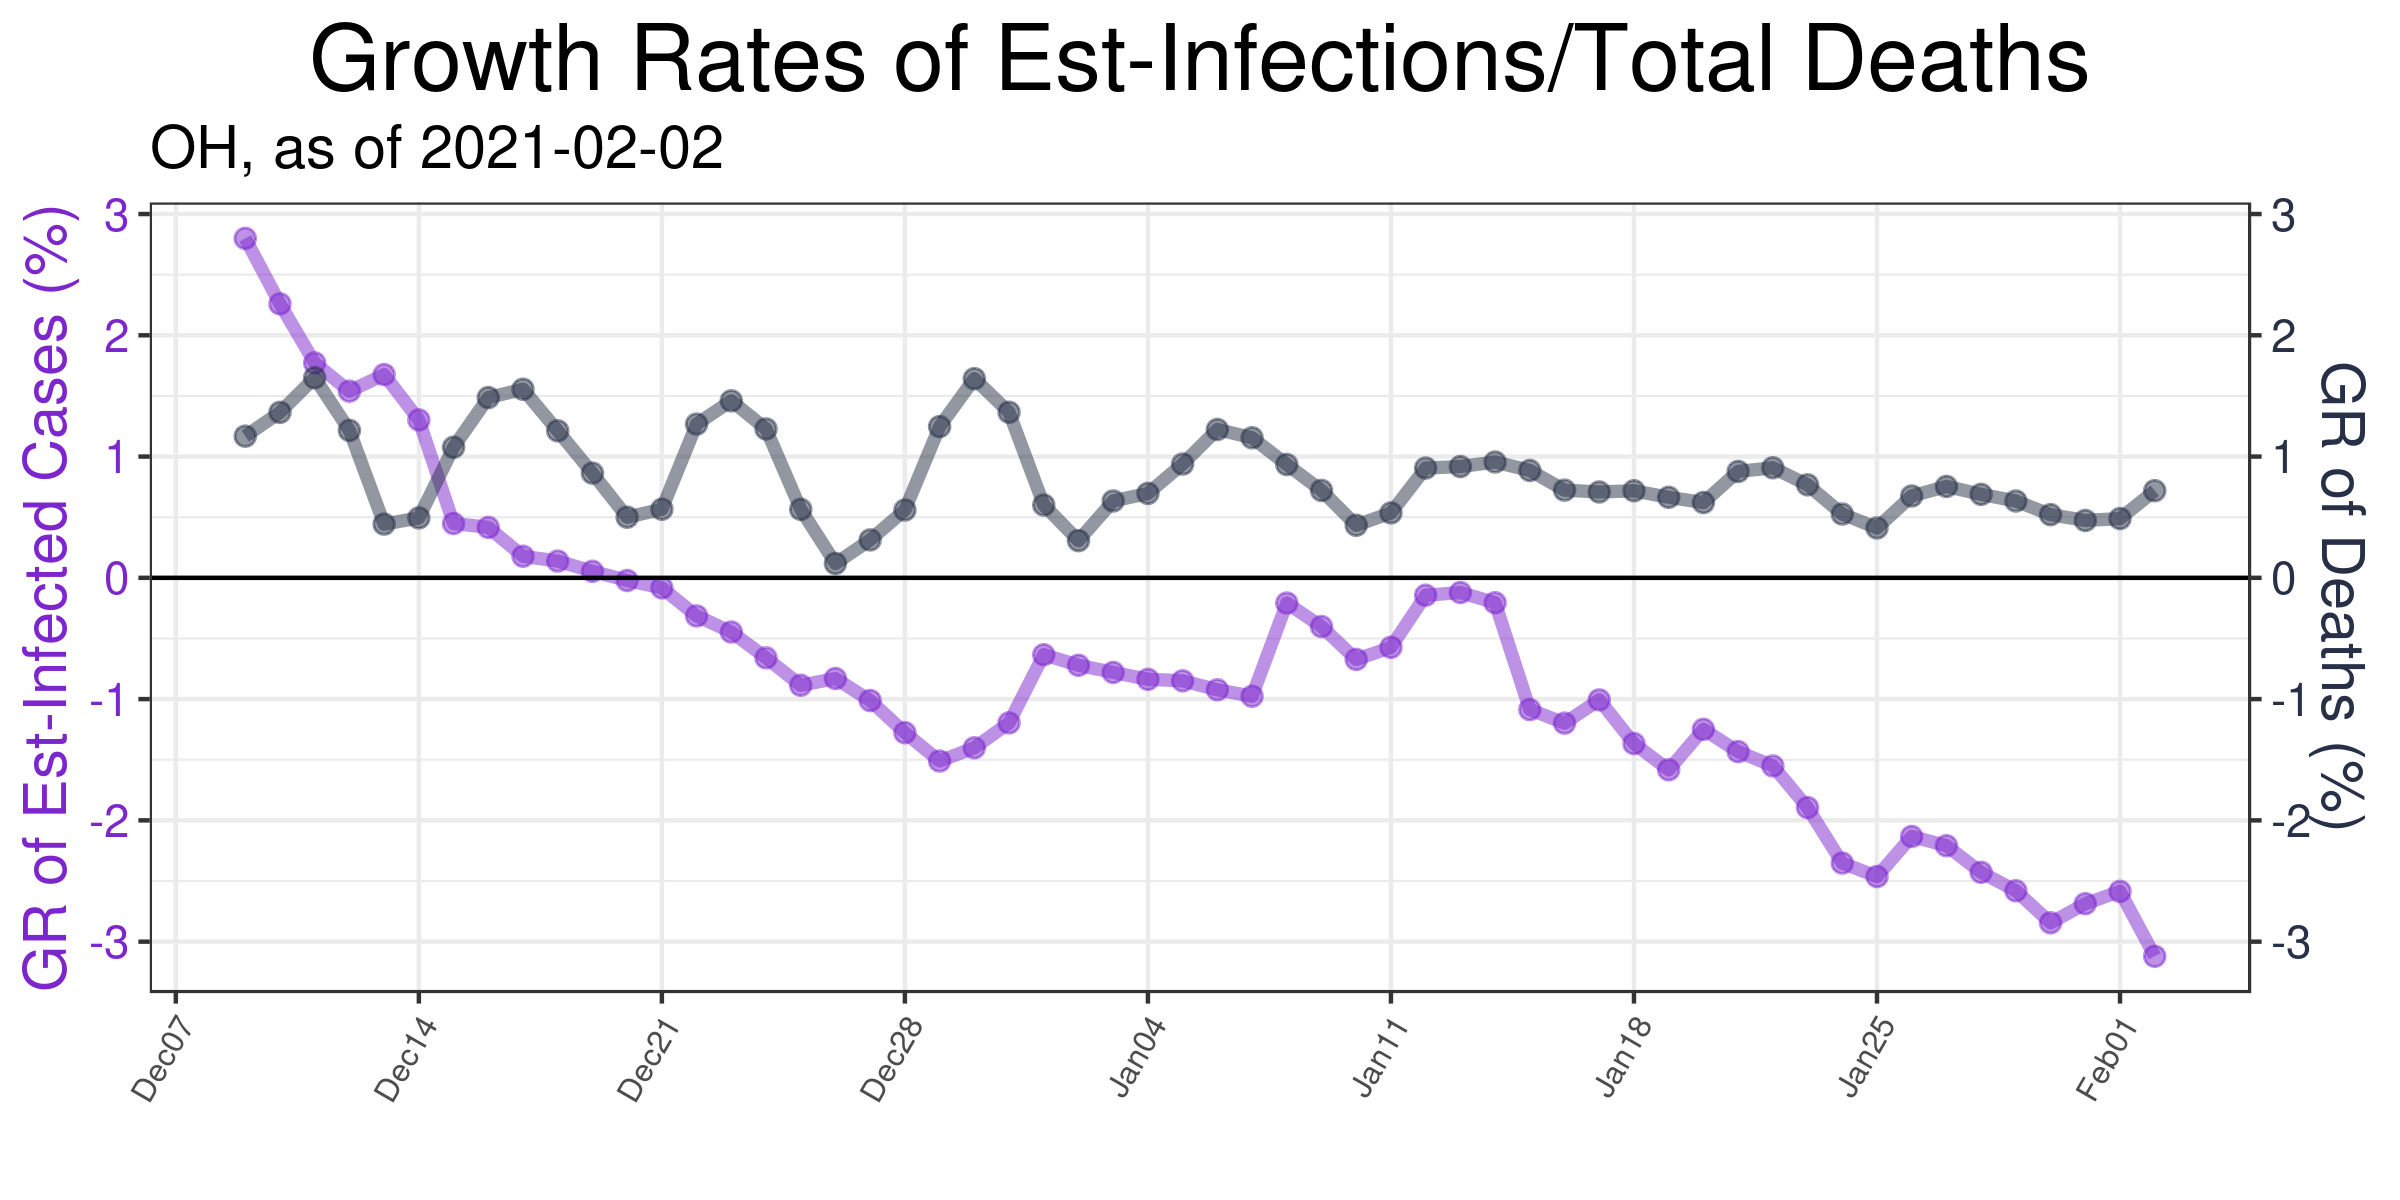 Growth Rates of Est-Infections/Total Deaths
OH, as of 2021-02-02
GR of Est-Infected Cases (%)
3
2
1
0
-1
-2
-3
3
2
1
0
-1
-2
-3
GR of Deaths (%)
Dec07
Dec14
Dec21
Dec28
Jan04
Jan11
Jan18
Jan25
Feb01